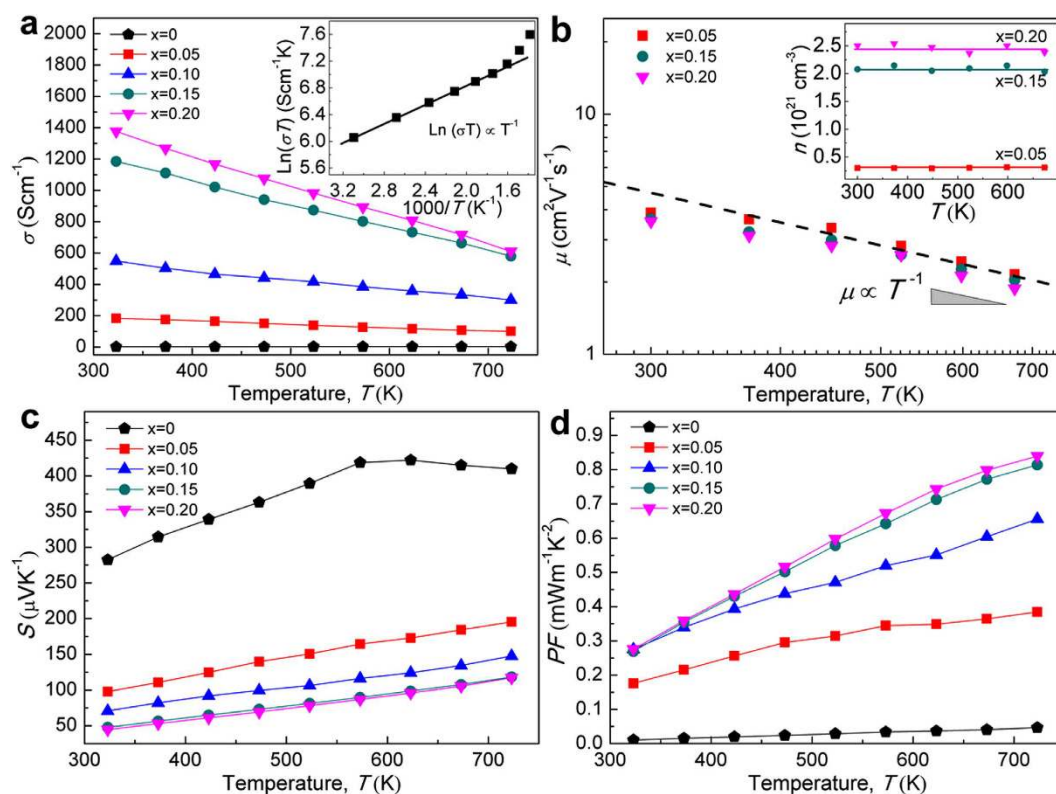 a
2000
1800
1600
1400
1200
1000
800
600
400
200
0
σ (Scm⁻¹)
x=0
x=0.05
x=0.10
x=0.15
x=0.20
7.6
7.2
6.6
6.0
Ln(σT) (Scm⁻¹K)
Ln (σT) ∝ T⁻¹
3.2 2.8 2.4 2.0 1.6
1000/T (K⁻¹)
300 400 500 600 700
Temperature, T (K)
b
10
1
μ (cm²V⁻¹s⁻¹)
x=0.05
x=0.15
x=0.20
2.5
2.0
1.5
1.0
0.5
n (10²¹ cm⁻³)
x=0.20
x=0.15
x=0.05
300 400 500 600
T (K)
μ ∝ T⁻¹
300 400 500 600 700
Temperature, T (K)
c
450
400
350
300
250
200
150
100
50
S (μVK⁻¹)
x=0
x=0.05
x=0.10
x=0.15
x=0.20
300 400 500 600 700
Temperature, T (K)
d
0.9
0.8
0.7
0.6
0.5
0.4
0.3
0.2
0.1
0.0
PF (mWm⁻¹K⁻²)
x=0
x=0.05
x=0.10
x=0.15
x=0.20
300 400 500 600 700
Temperature, T (K)